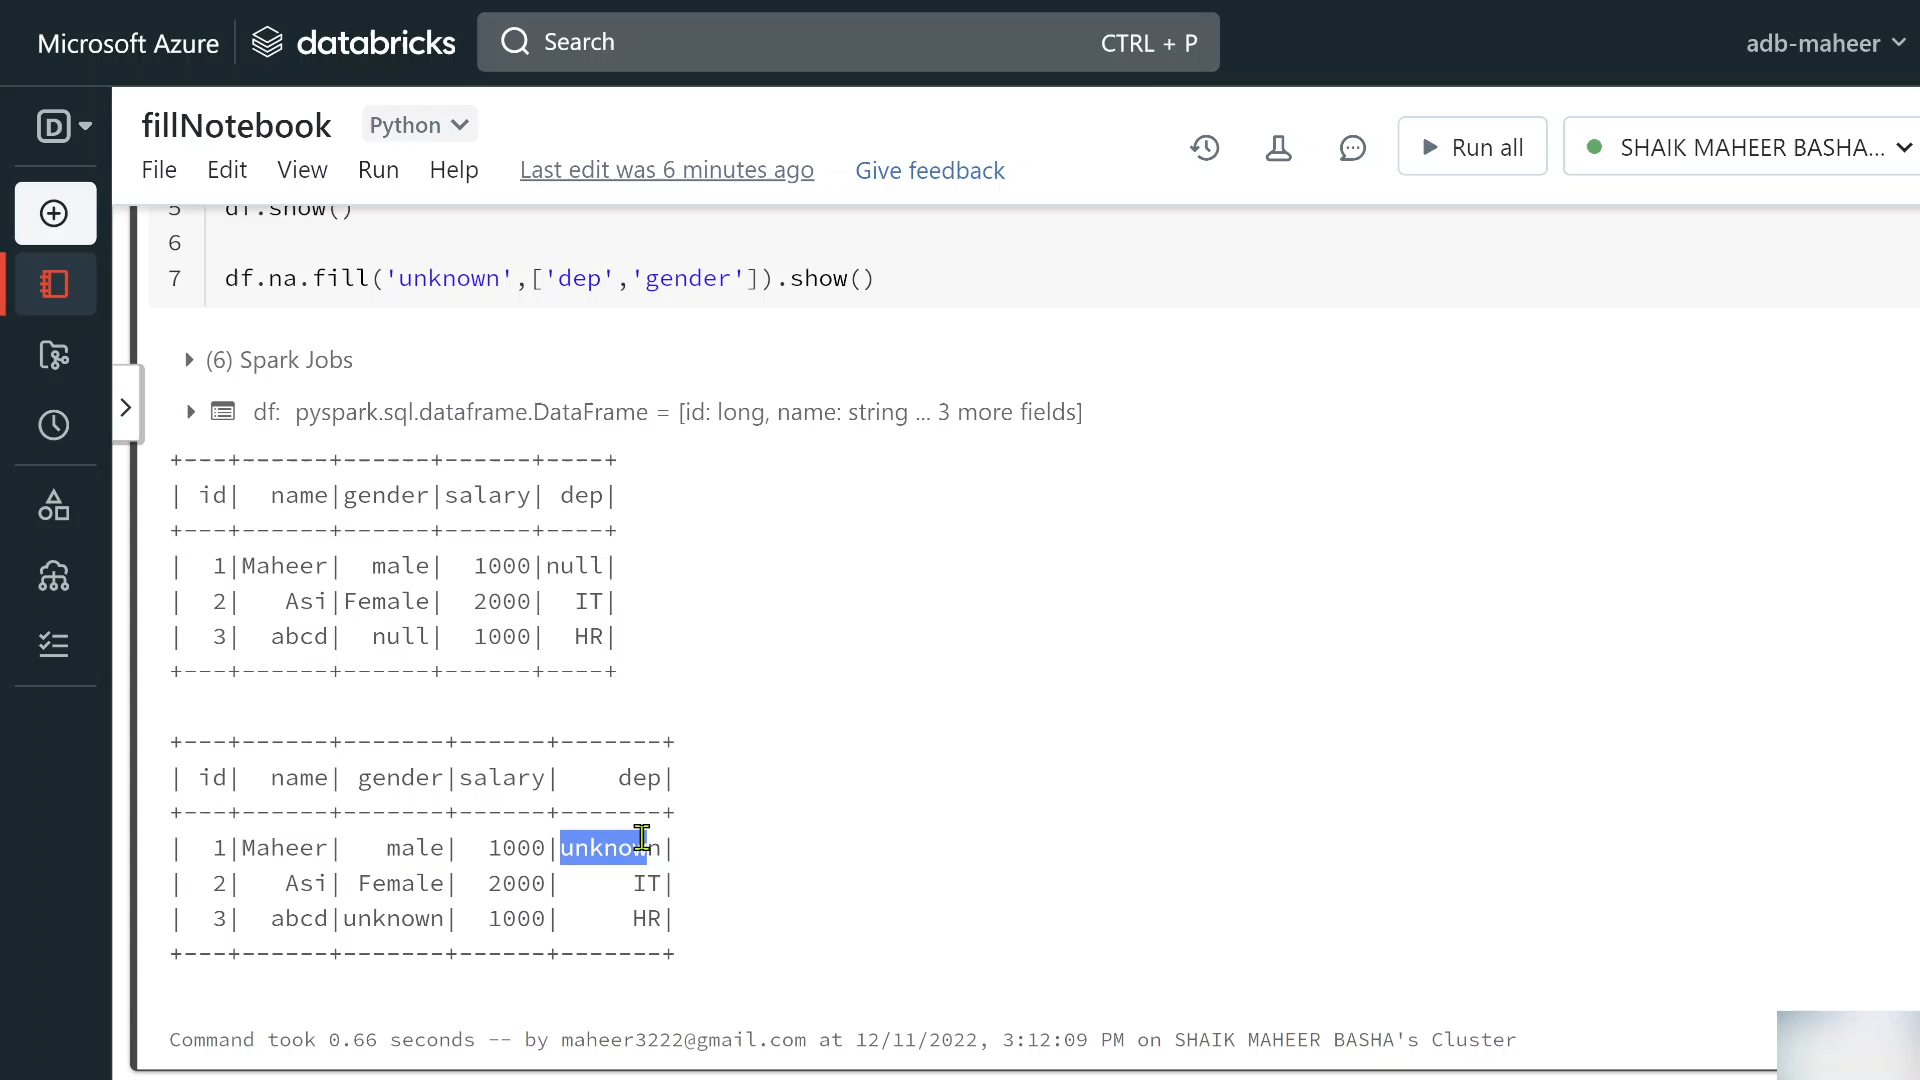 Microsoft Azure databricks Search CTRL + P adb-maheer
D
fillNotebook Python
File Edit View Run Help Last edit was 6 minutes ago Give feedback Run all SHAIK MAHEER BASHA...
5 df.show()
6
7 df.na.fill('unknown',['dep','gender']).show()
(6) Spark Jobs
df: pyspark.sql.dataframe.DataFrame = [id: long, name: string ... 3 more fields]
+---+------+------+------+----+
| id|  name|gender|salary| dep|
+---+------+------+------+----+
|  1|Maheer|  male|  1000|null|
|  2|   Asi|Female|  2000|  IT|
|  3|  abcd|  null|  1000|  HR|
+---+------+------+------+----+
+---+------+-------+------+-------+
| id|  name| gender|salary|    dep|
+---+------+-------+------+-------+
|  1|Maheer|   male|  1000|unknown|
|  2|   Asi| Female|  2000|     IT|
|  3|  abcd|unknown|  1000|     HR|
+---+------+-------+------+-------+
Command took 0.66 seconds -- by maheer3222@gmail.com at 12/11/2022, 3:12:09 PM on SHAIK MAHEER BASHA's Cluster